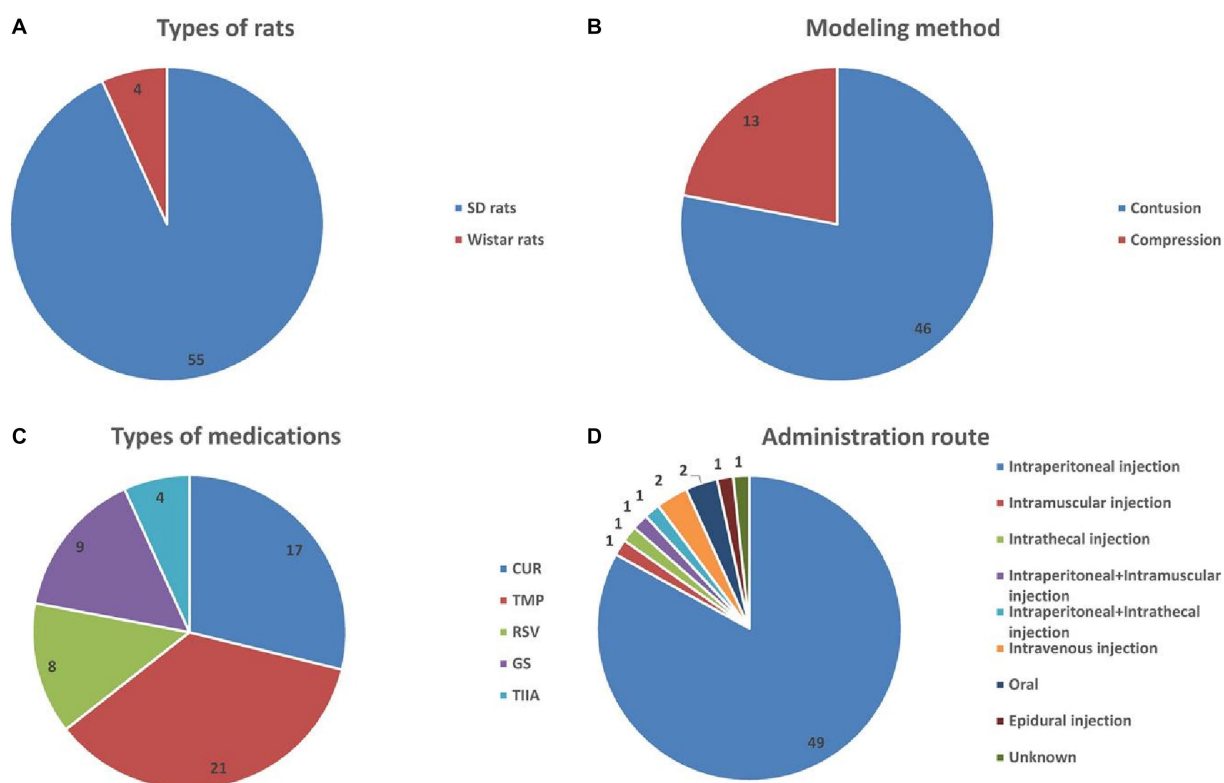 A
Types of rats
4
55
SD rats
Wistar rats
B
Modeling method
13
46
Contusion
Compression
C
Types of medications
4
9
17
8
21
CUR
TMP
RSV
GS
TIIA
D
Administration route
1
1
1
1
2
2
1
1
49
Intraperitoneal injection
Intramuscular injection
Intrathecal injection
Intraperitoneal+Intramuscular
injection
Intraperitoneal+Intrathecal
injection
Intravenous injection
Oral
Epidural injection
Unknown